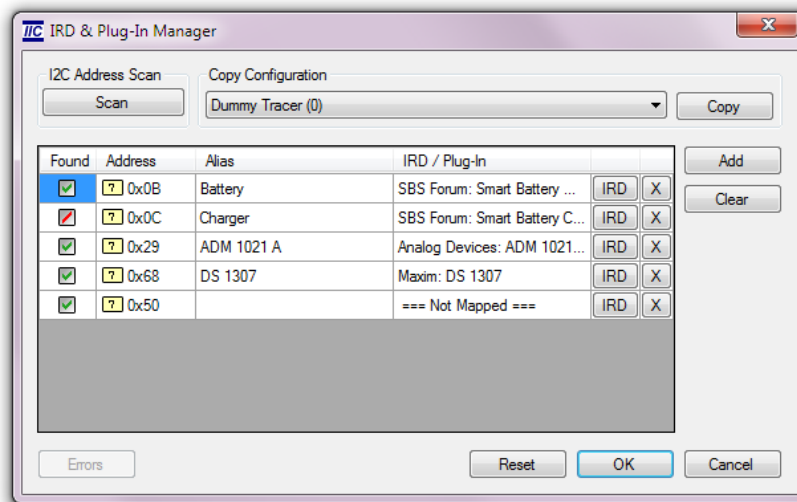 IIC IRD & Plug-In Manager
X
I2C Address Scan
Copy Configuration
Scan
Dummy Tracer (0)
Copy
Found Address Alias IRD / Plug-In
Add
? 0x0B Battery SBS Forum: Smart Battery ... IRD X
Clear
? 0x0C Charger SBS Forum: Smart Battery C... IRD X
? 0x29 ADM 1021 A Analog Devices: ADM 1021... IRD X
? 0x68 DS 1307 Maxim: DS 1307 IRD X
? 0x50 === Not Mapped === IRD X
Errors Reset OK Cancel